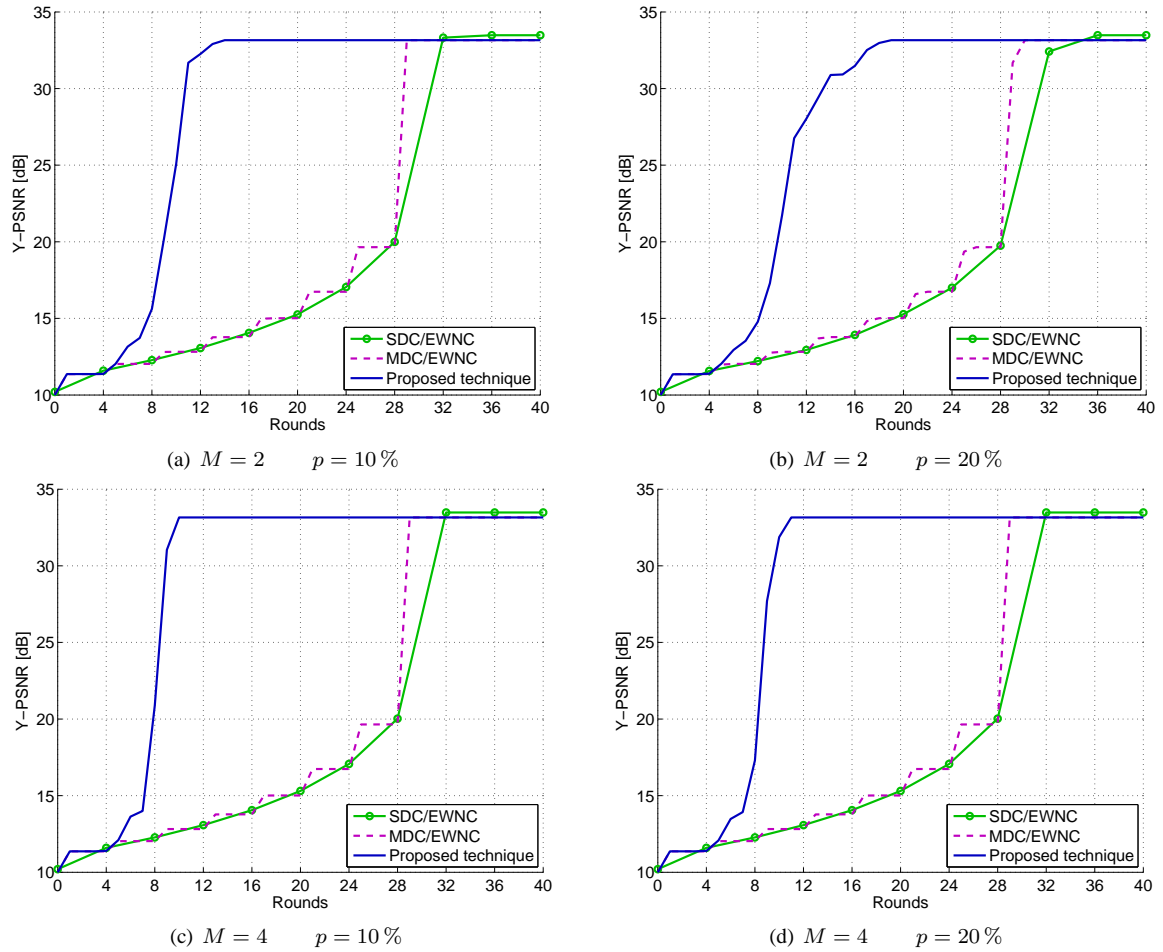 35
30
25
20
15
10
Y−PSNR [dB]
0 4 8 12 16 20 24 28 32 36 40
Rounds
SDC/EWNC
MDC/EWNC
Proposed technique
(a) M = 2 p = 10 %
35
30
25
20
15
10
Y−PSNR [dB]
0 4 8 12 16 20 24 28 32 36 40
Rounds
SDC/EWNC
MDC/EWNC
Proposed technique
(b) M = 2 p = 20 %
35
30
25
20
15
10
Y−PSNR [dB]
0 4 8 12 16 20 24 28 32 36 40
Rounds
SDC/EWNC
MDC/EWNC
Proposed technique
(c) M = 4 p = 10 %
35
30
25
20
15
10
Y−PSNR [dB]
0 4 8 12 16 20 24 28 32 36 40
Rounds
SDC/EWNC
MDC/EWNC
Proposed technique
(d) M = 4 p = 20 %